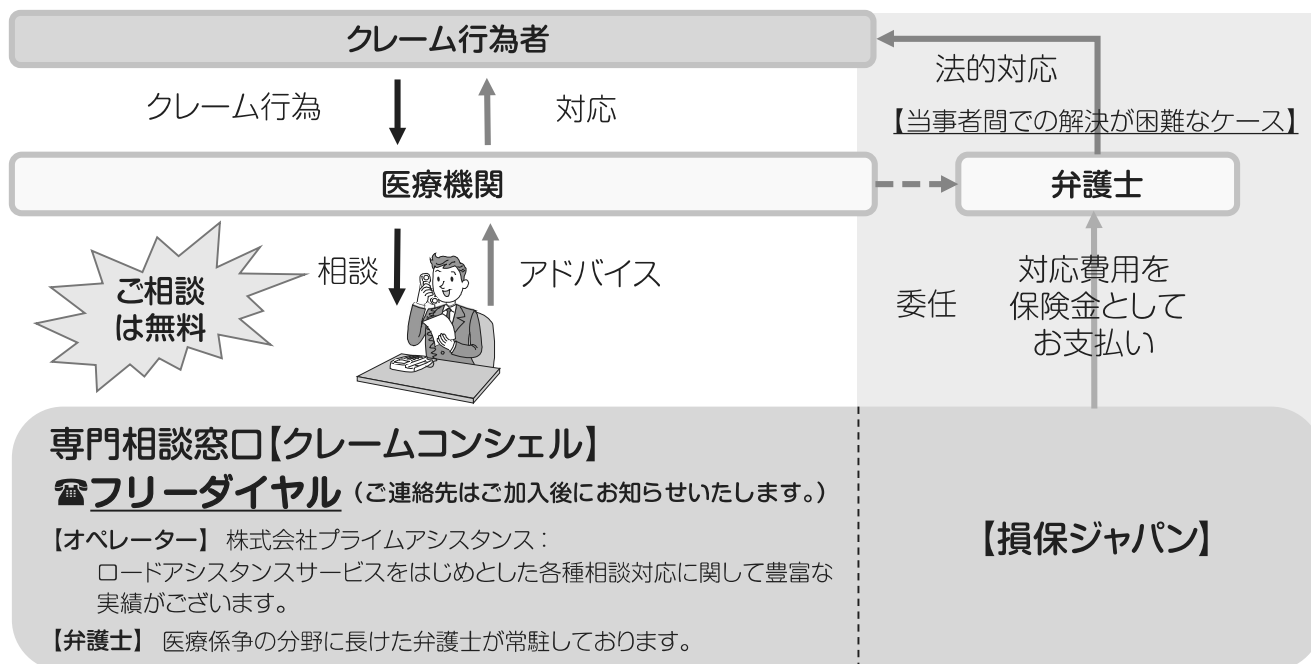 クレーム行為者
クレーム行為
対応
法的対応
【当事者間での解決が困難なケース】
医療機関
弁護士
ご相談
は無料
相談
アドバイス
委任
対応費用を
保険金として
お支払い
専門相談窓口【クレームコンシェル】
☎フリーダイヤル（ご連絡先はご加入後にお知らせいたします。）
【オペレーター】 株式会社プライムアシスタンス：
ロードアシスタンスサービスをはじめとした各種相談対応に関して豊富な
実績がございます。
【弁護士】 医療係争の分野に長けた弁護士が常駐しております。
【損保ジャパン】